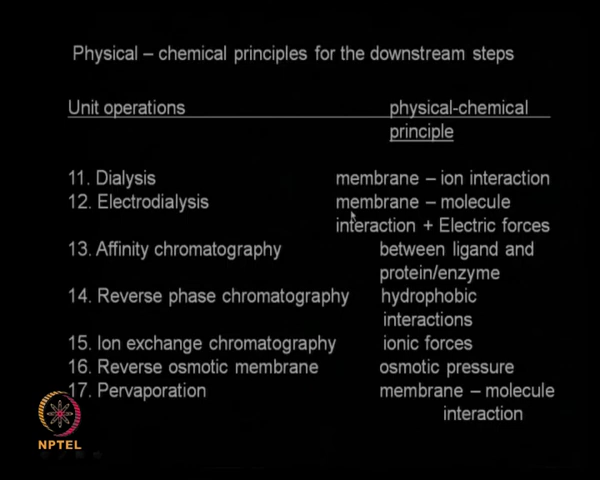 Physical – chemical principles for the downstream steps
Unit operations physical-chemical
principle
11. Dialysis membrane – ion interaction
12. Electrodialysis membrane – molecule
interaction + Electric forces
13. Affinity chromatography between ligand and
protein/enzyme
14. Reverse phase chromatography hydrophobic
interactions
15. Ion exchange chromatography ionic forces
16. Reverse osmotic membrane osmotic pressure
17. Pervaporation membrane – molecule
interaction
NPTEL